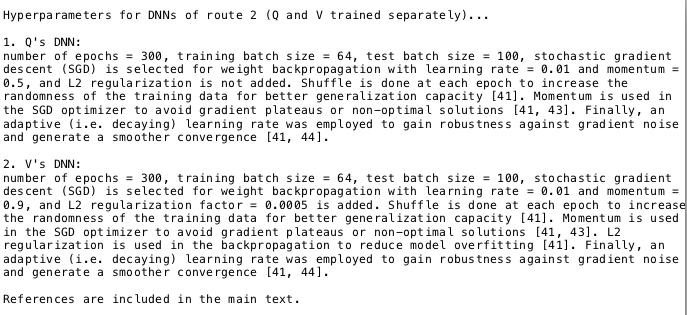 Hyperparameters for DNNs of route 2 (Q and V trained separately)...
1. Q's DNN:
number of epochs = 300, training batch size = 64, test batch size = 100, stochastic gradient
descent (SGD) is selected for weight backpropagation with learning rate = 0.01 and momentum =
0.5, and L2 regularization is not added. Shuffle is done at each epoch to increase the
randomness of the training data for better generalization capacity [41]. Momentum is used in
the SGD optimizer to avoid gradient plateaus or non-optimal solutions [41, 43]. Finally, an
adaptive (i.e. decaying) learning rate was employed to gain robustness against gradient noise
and generate a smoother convergence [41, 44].
2. V's DNN:
number of epochs = 300, training batch size = 64, test batch size = 100, stochastic gradient
descent (SGD) is selected for weight backpropagation with learning rate = 0.01 and momentum =
0.9, and L2 regularization factor = 0.0005 is added. Shuffle is done at each epoch to increase
the randomness of the training data for better generalization capacity [41]. Momentum is used
in the SGD optimizer to avoid gradient plateaus or non-optimal solutions [41, 43]. L2
regularization is used in the backpropagation to reduce model overfitting [41]. Finally, an
adaptive (i.e. decaying) learning rate was employed to gain robustness against gradient noise
and generate a smoother convergence [41, 44].
References are included in the main text.